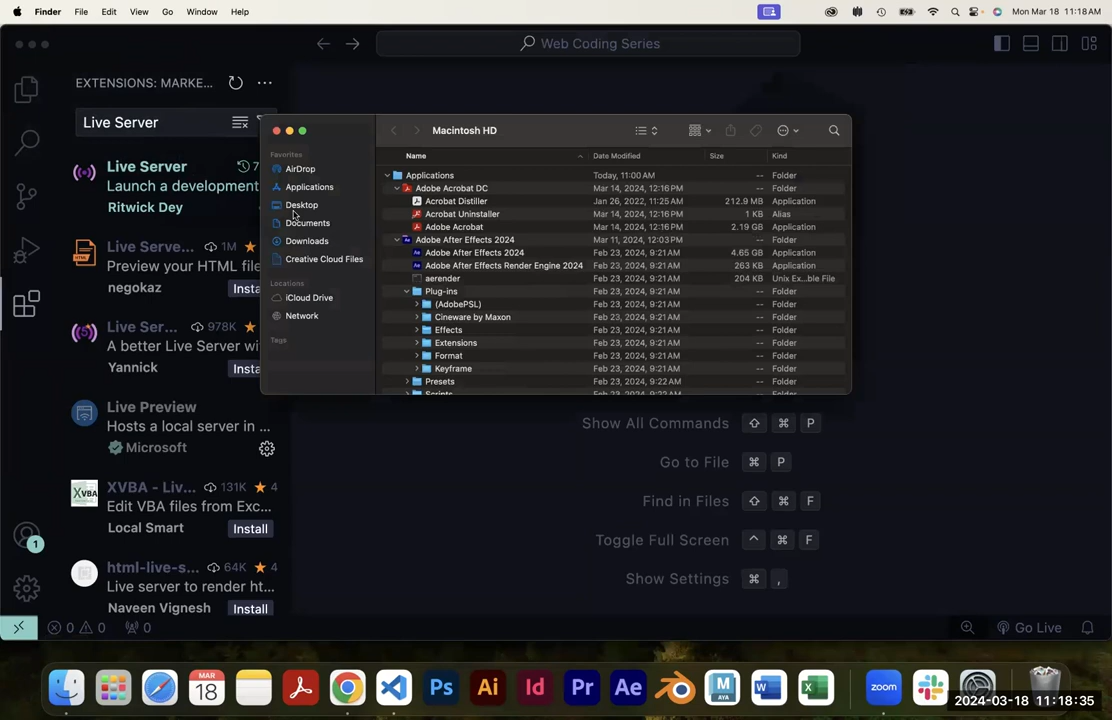 Finder File Edit View Go Window Help Mon Mar 18 11:18 AM
Web Coding Series
EXTENSIONS: MARKE...
Live Server
Live Server 7
Launch a development
Ritwick Dey
Live Serve... 1M
Preview your HTML file
negokaz Insta
Live Ser... 978K
A better Live Server wi
Yannick Insta
Live Preview
Hosts a local server in ...
Microsoft
XVBA - Liv... 131K 4
Edit VBA files from Exc...
Local Smart Install
html-live-s... 64K 4
Live server to render ht...
Naveen Vignesh Install
Macintosh HD
Favorites
AirDrop
Applications
Desktop
Documents
Downloads
Creative Cloud Files
Locations
iCloud Drive
Network
Tags
Name Date Modified Size Kind
Applications Today, 11:00 AM -- Folder
Adobe Acrobat DC Mar 14, 2024, 12:16 PM -- Folder
Acrobat Distiller Jan 26, 2022, 11:25 AM 212.9 MB Application
Acrobat Uninstaller Mar 14, 2024, 12:16 PM 1 KB Alias
Adobe Acrobat Mar 14, 2024, 12:16 PM 2.19 GB Application
Adobe After Effects 2024 Mar 11, 2024, 12:03 PM -- Folder
Adobe After Effects 2024 Feb 23, 2024, 9:21 AM 4.65 GB Application
Adobe After Effects Render Engine 2024 Feb 23, 2024, 9:21 AM 263 KB Application
aerender Feb 23, 2024, 9:21 AM 204 KB Unix Ex...ble File
Plug-ins Feb 23, 2024, 9:21 AM -- Folder
(AdobePSL) Feb 23, 2024, 9:21 AM -- Folder
Cineware by Maxon Feb 23, 2024, 9:21 AM -- Folder
Effects Feb 23, 2024, 9:21 AM -- Folder
Extensions Feb 23, 2024, 9:21 AM -- Folder
Format Feb 23, 2024, 9:21 AM -- Folder
Keyframe Feb 23, 2024, 9:21 AM -- Folder
Presets Feb 23, 2024, 9:22 AM -- Folder
Scripts Feb 23, 2024, 9:22 AM -- Folder
Show All Commands ⇧ ⌘ P
Go to File ⌘ P
Find in Files ⇧ ⌘ F
Toggle Full Screen ^ ⌘ F
Show Settings ⌘ ,
1
0 0 0 Go Live
MAR
18
Ps Ai Id Pr Ae MAYA W zoom X
2024-03-18 11:18:35